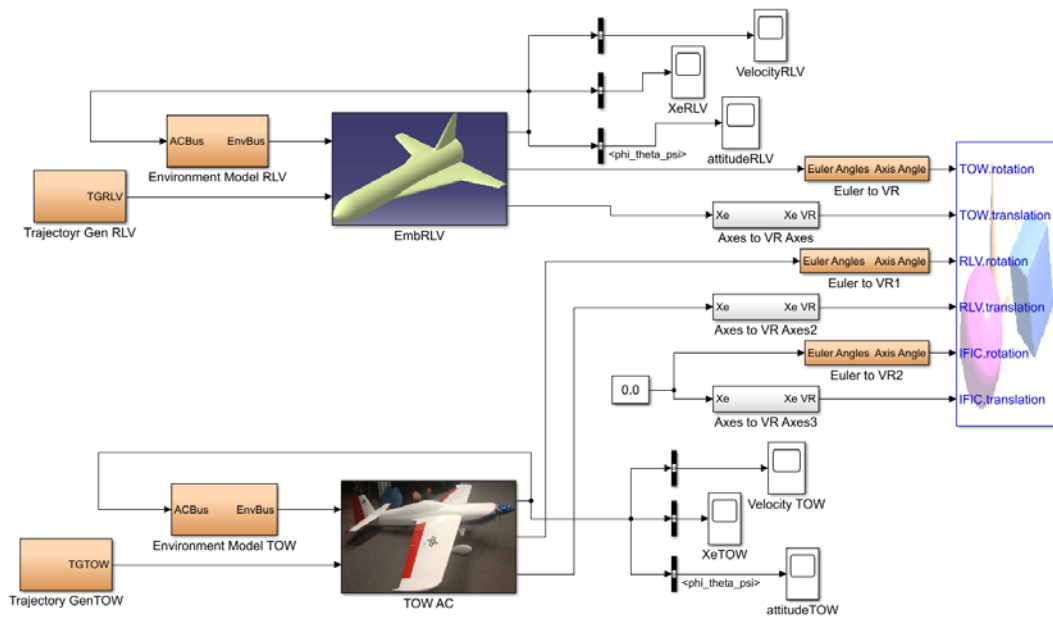 VelocityRLV
XeRLV
<phi_theta_psi>
attitudeRLV
ACBus EnvBus
Environment Model RLV
TGRLV
Trajectoyr Gen RLV
EmbRLV
Euler Angles Axis Angle
Euler to VR
Xe Xe VR
Axes to VR Axes
Euler Angles Axis Angle
Euler to VR1
Xe Xe VR
Axes to VR Axes2
Euler Angles Axis Angle
Euler to VR2
0.0
Xe Xe VR
Axes to VR Axes3
TOW.rotation
TOW.translation
RLV.rotation
RLV.translation
IFIC.rotation
IFIC.translation
ACBus EnvBus
Environment Model TOW
TGTOW
Trajectory GenTOW
TOW AC
Velocity TOW
XeTOW
<phi_theta_psi>
attitudeTOW